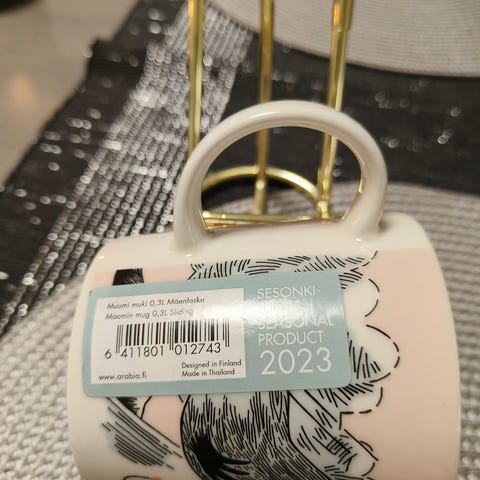 Muumi muki 0,3L Mäenlasku
Moomin mug 0,3L Sliding
6 411801 012743
Designed in Finland
www.arabia.fi Made in Thailand
SESONKI-
SEASONAL
PRODUCT
2023